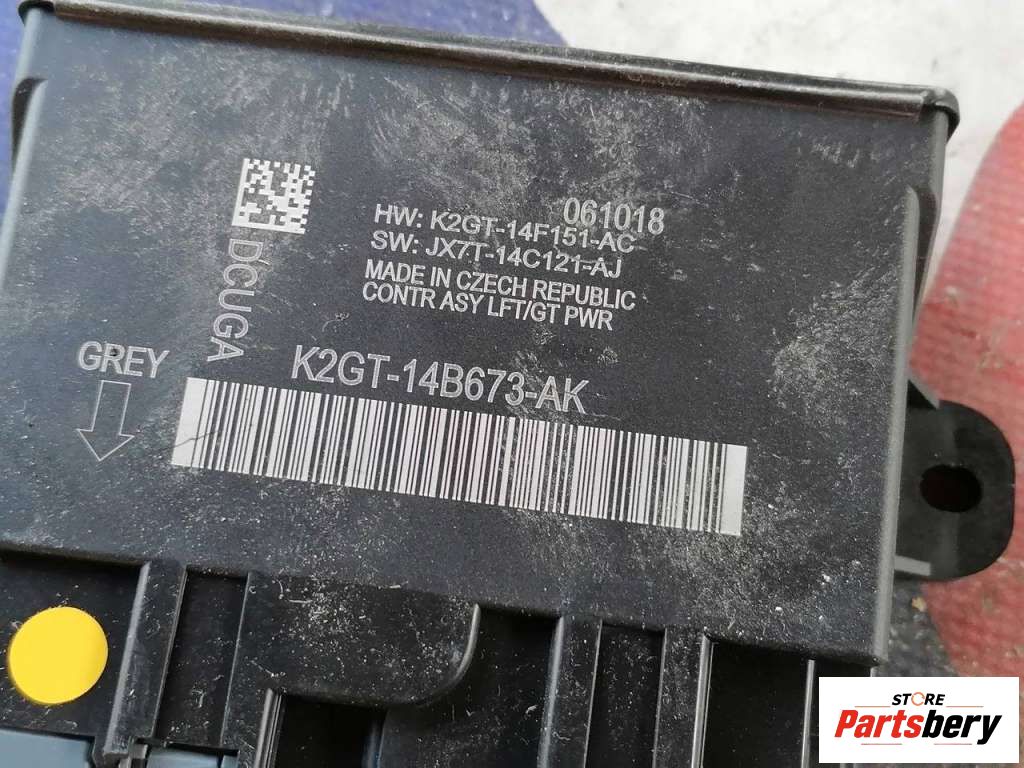 061018
HW: K2GT-14F151-AC
SW: JX7T-14C121-AJ
MADE IN CZECH REPUBLIC
CONTR ASY LFT/GT PWR
DCUGA
GREY
K2GT-14B673-AK
STORE
Partsbery